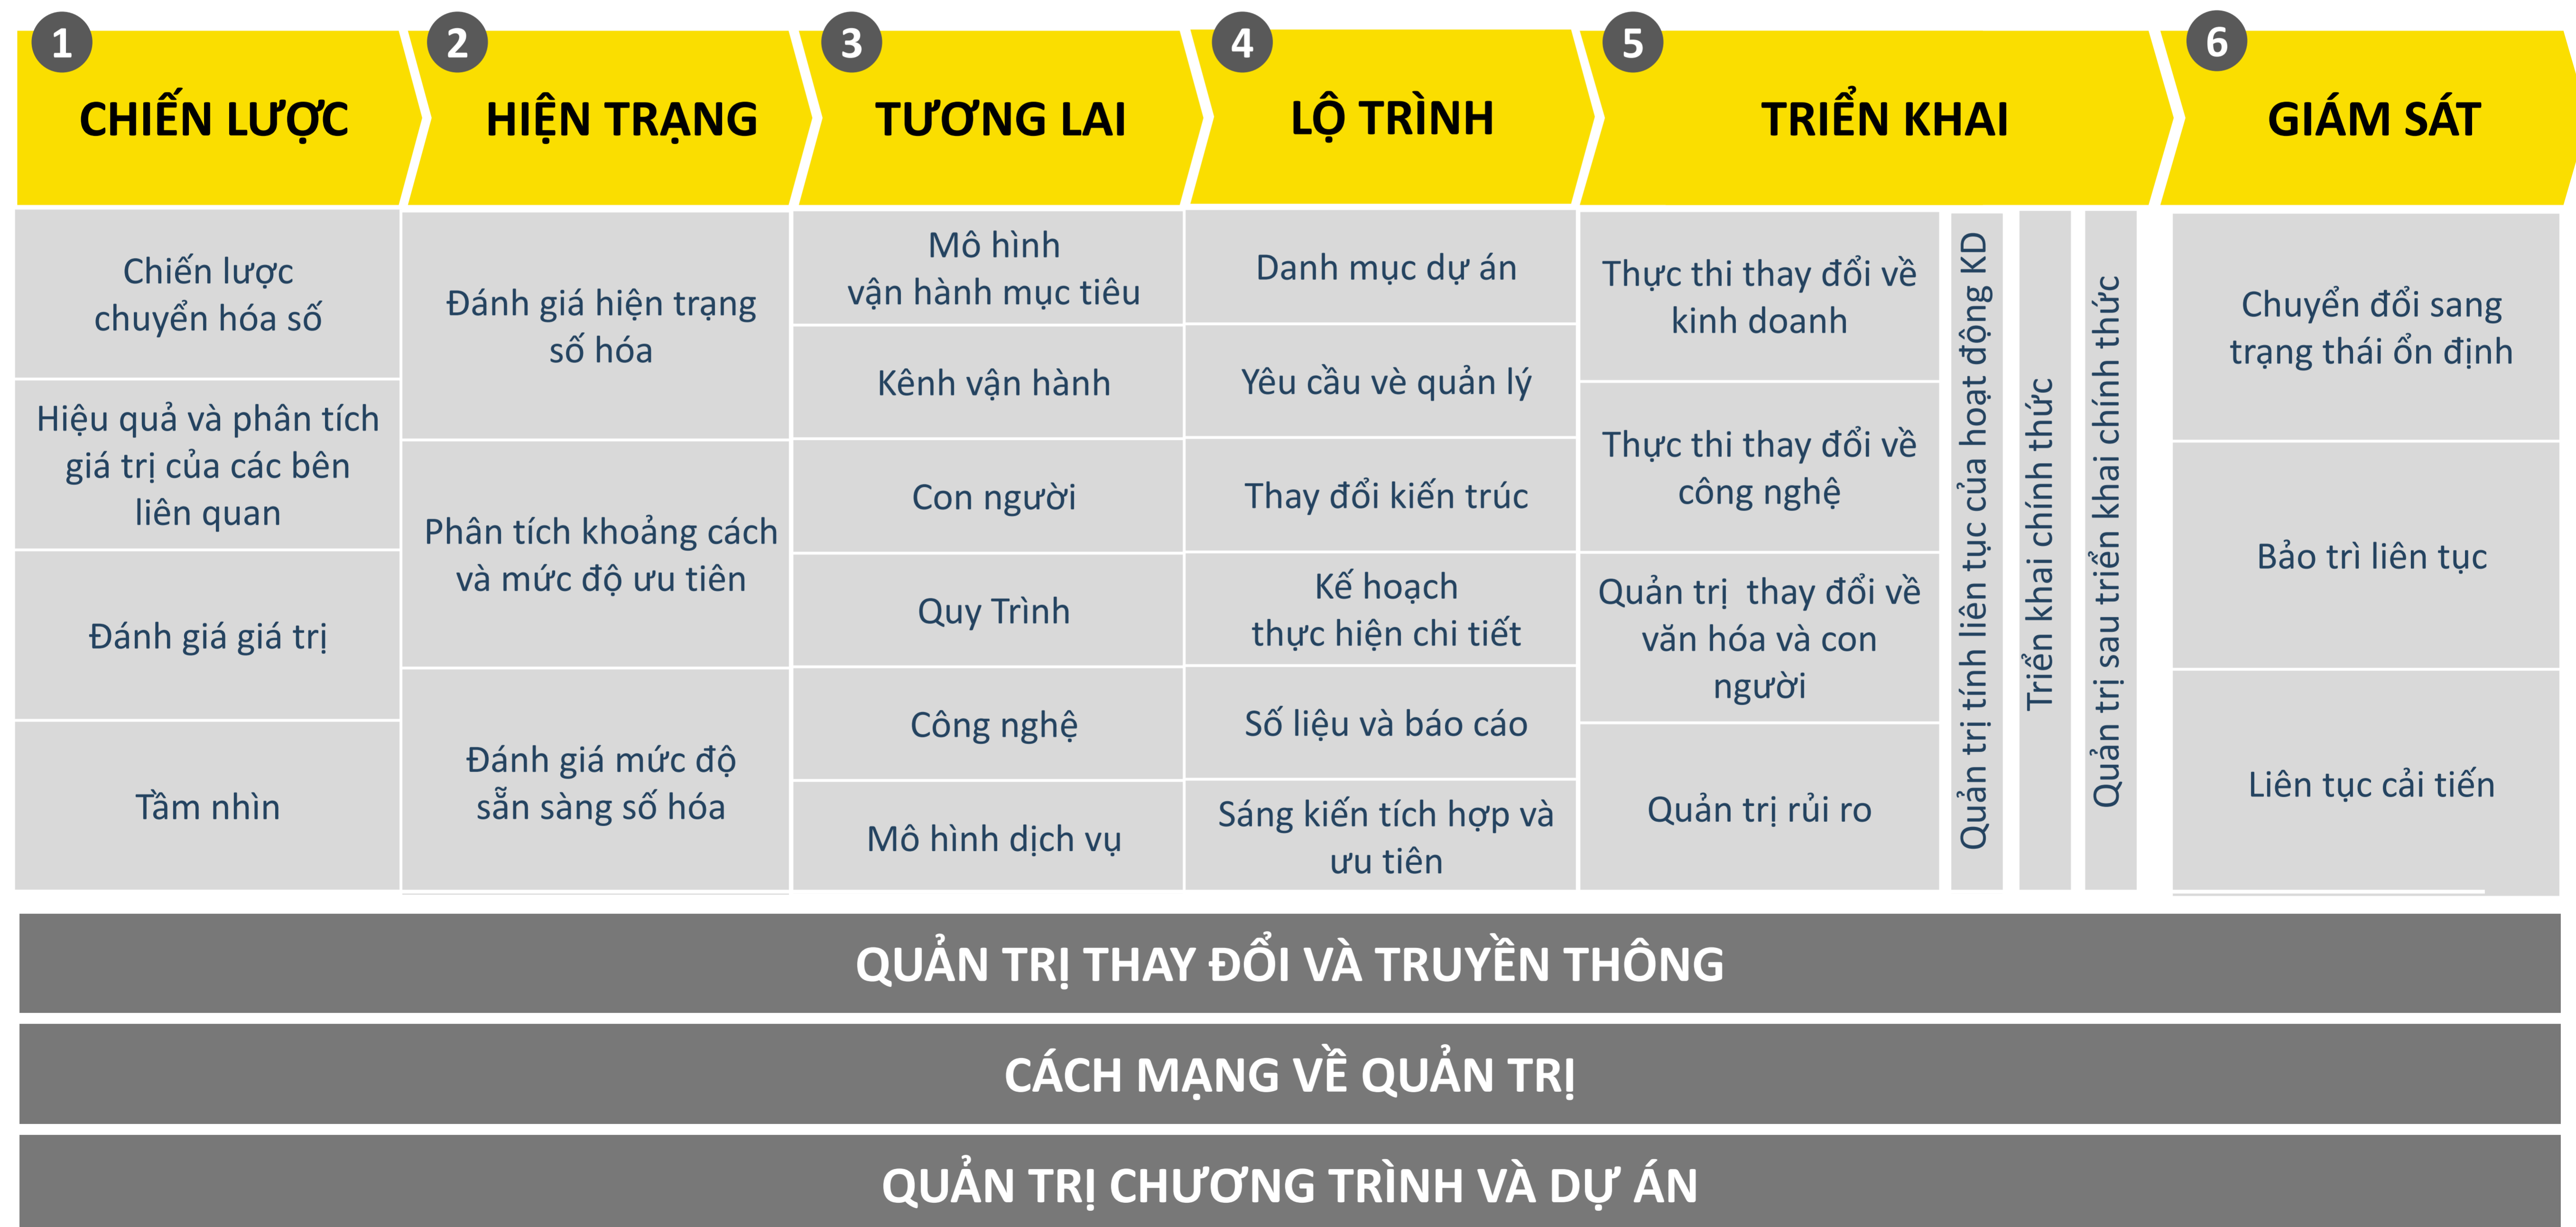 1
CHIẾN LƯỢC
2
HIỆN TRẠNG
3
TƯƠNG LAI
4
LỘ TRÌNH
5
TRIỂN KHAI
6
GIÁM SÁT
Chiến lược
chuyển hóa số
Hiệu quả và phân tích
giá trị của các bên
liên quan
Đánh giá giá trị
Tầm nhìn
Đánh giá hiện trạng
số hóa
Phân tích khoảng cách
và mức độ ưu tiên
Đánh giá mức độ
sẵn sàng số hóa
Mô hình
vận hành mục tiêu
Kênh vận hành
Con người
Quy Trình
Công nghệ
Mô hình dịch vụ
Danh mục dự án
Yêu cầu vè quản lý
Thay đổi kiến trúc
Kế hoạch
thực hiện chi tiết
Số liệu và báo cáo
Sáng kiến tích hợp và
ưu tiên
Thực thi thay đổi về
kinh doanh
Thực thi thay đổi về
công nghệ
Quản trị thay đổi về
văn hóa và con
người
Quản trị rủi ro
Quản trị tính liên tục của hoạt động KD
Triển khai chính thức
Quản trị sau triển khai chính thức
Chuyển đổi sang
trạng thái ổn định
Bảo trì liên tục
Liên tục cải tiến
QUẢN TRỊ THAY ĐỔI VÀ TRUYỀN THÔNG
CÁCH MẠNG VỀ QUẢN TRỊ
QUẢN TRỊ CHƯƠNG TRÌNH VÀ DỰ ÁN